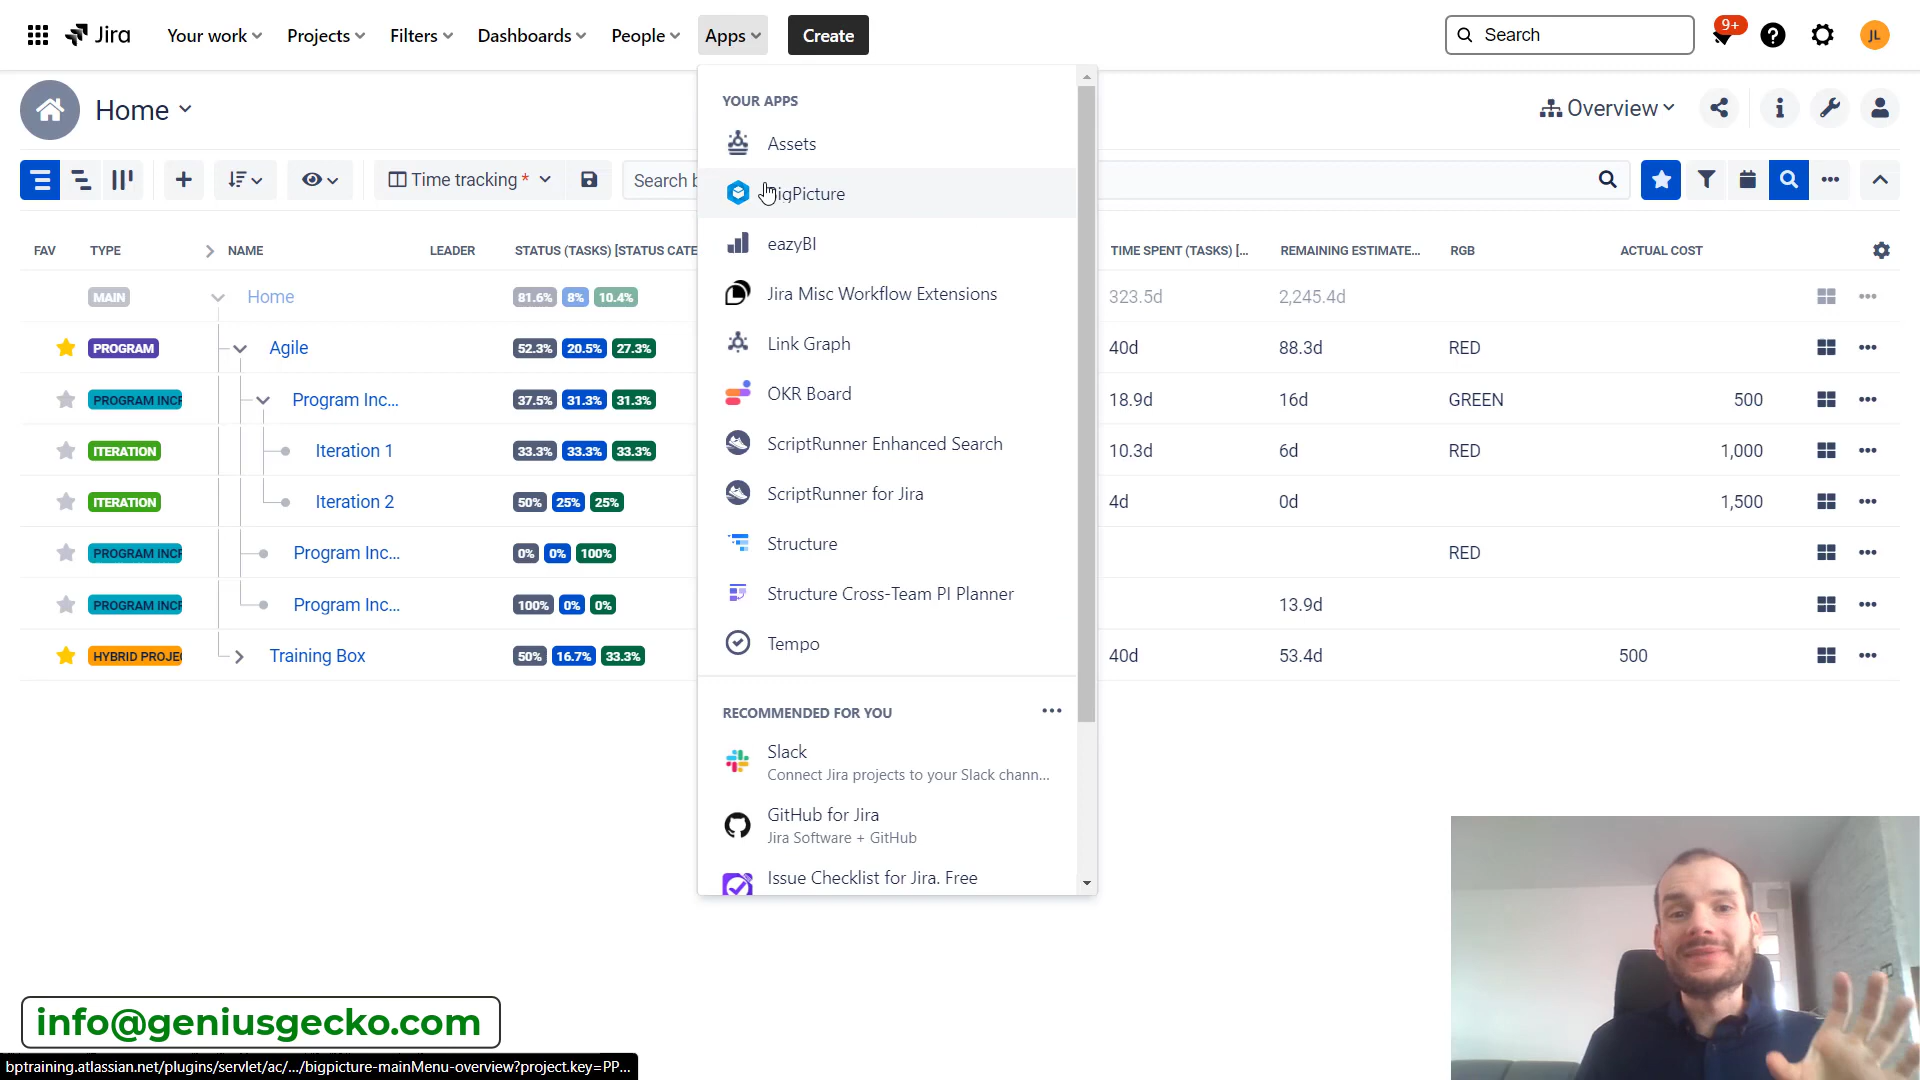 Jira
Your work
Projects
Filters
Dashboards
People
Apps
Create
Search
9+
JL
Home
Overview
Time tracking *
Search b
YOUR APPS
Assets
BigPicture
eazyBI
Jira Misc Workflow Extensions
Link Graph
OKR Board
ScriptRunner Enhanced Search
ScriptRunner for Jira
Structure
Structure Cross-Team PI Planner
Tempo
RECOMMENDED FOR YOU
Slack
Connect Jira projects to your Slack chann...
GitHub for Jira
Jira Software + GitHub
Issue Checklist for Jira. Free
FAV TYPE NAME LEADER STATUS (TASKS) [STATUS CATE TIME SPENT (TASKS) [... REMAINING ESTIMATE... RGB ACTUAL COST
MAIN Home 81.6% 8% 10.4% 323.5d 2,245.4d
PROGRAM Agile 52.3% 20.5% 27.3% 40d 88.3d RED
PROGRAM INCR Program Inc... 37.5% 31.3% 31.3% 18.9d 16d GREEN 500
ITERATION Iteration 1 33.3% 33.3% 33.3% 10.3d 6d RED 1,000
ITERATION Iteration 2 50% 25% 25% 4d 0d 1,500
PROGRAM INCR Program Inc... 0% 0% 100% RED
PROGRAM INCR Program Inc... 100% 0% 0% 13.9d
HYBRID PROJE Training Box 50% 16.7% 33.3% 40d 53.4d 500
info@geniusgecko.com
bptraining.atlassian.net/plugins/servlet/ac/.../bigpicture-mainMenu-overview?project.key=PP...